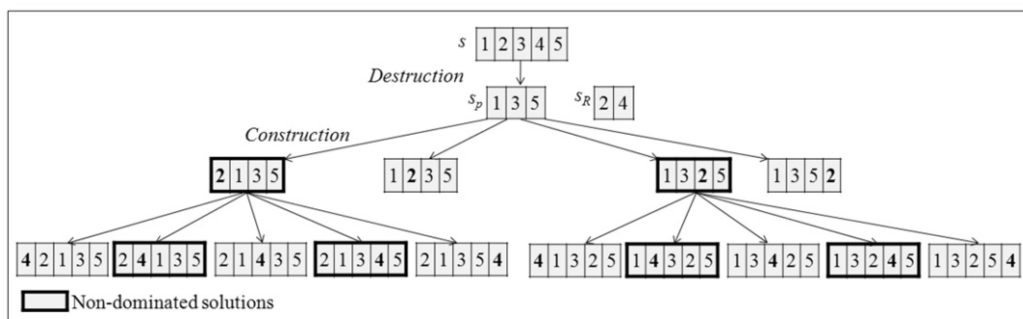 s 1 2 3 4 5
Destruction
sp 1 3 5 sR 2 4
Construction
2 1 3 5 1 2 3 5 1 3 2 5 1 3 5 2
4 2 1 3 5 2 4 1 3 5 2 1 4 3 5 2 1 3 4 5 2 1 3 5 4 4 1 3 2 5 1 4 3 2 5 1 3 4 2 5 1 3 2 4 5 1 3 2 5 4
Non-dominated solutions